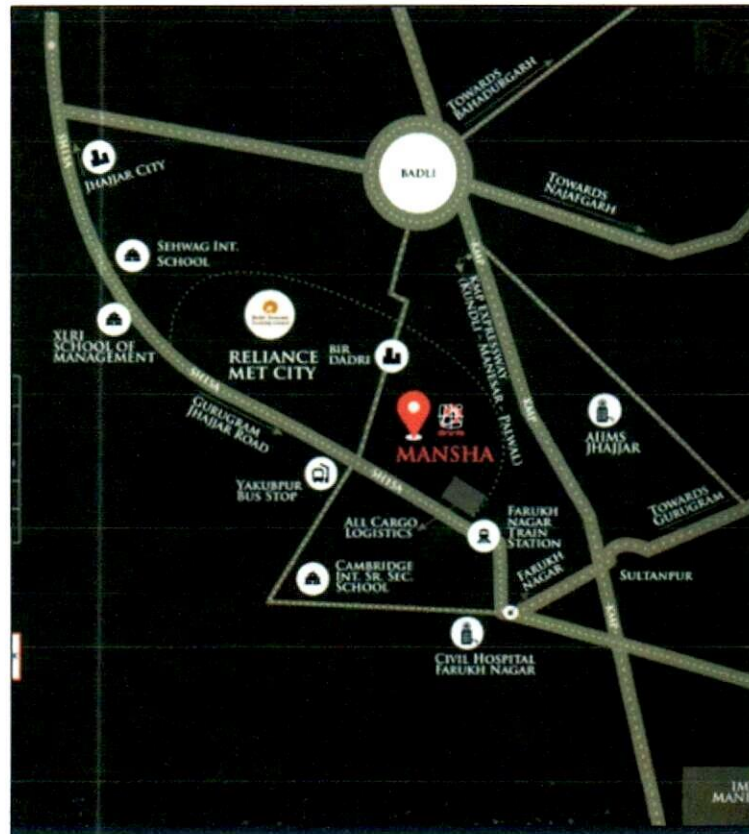 TOWARDS
BAHADURGARH
BADLI
SH15A
JHAJJAR CITY
TOWARDS
NAJAFGARH
SEHWAG INT.
SCHOOL
KMP
KMP EXPRESSWAY
(KUNDLI - MANESAR - PALWAL)
XLRI
SCHOOL OF
MANAGEMENT
RELIANCE
MET CITY
BIR
DADRI
SH15A
GURUGRAM
JHAJJAR ROAD
KMP
AIIMS
JHAJJAR
MANSHA
YAKUBPUR
BUS STOP
SH15A
ALL CARGO
LOGISTICS
FARUKH
NAGAR
TRAIN
STATION
TOWARDS
GURUGRAM
CAMBRIDGE
INT. SR. SEC.
SCHOOL
FARUKH
NAGAR
SULTANPUR
KMP
CIVIL HOSPITAL
FARUKH NAGAR
IM
MAN